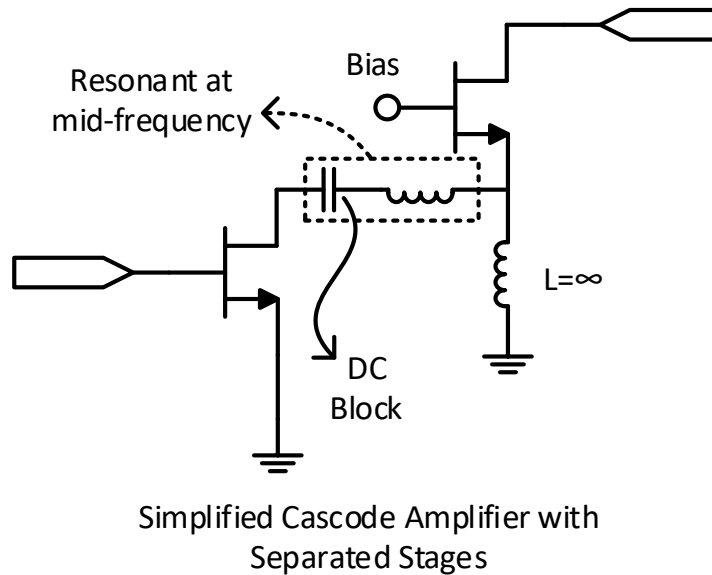 Resonant at
mid-frequency
Bias
L=∞
DC
Block
Simplified Cascode Amplifier with
Separated Stages